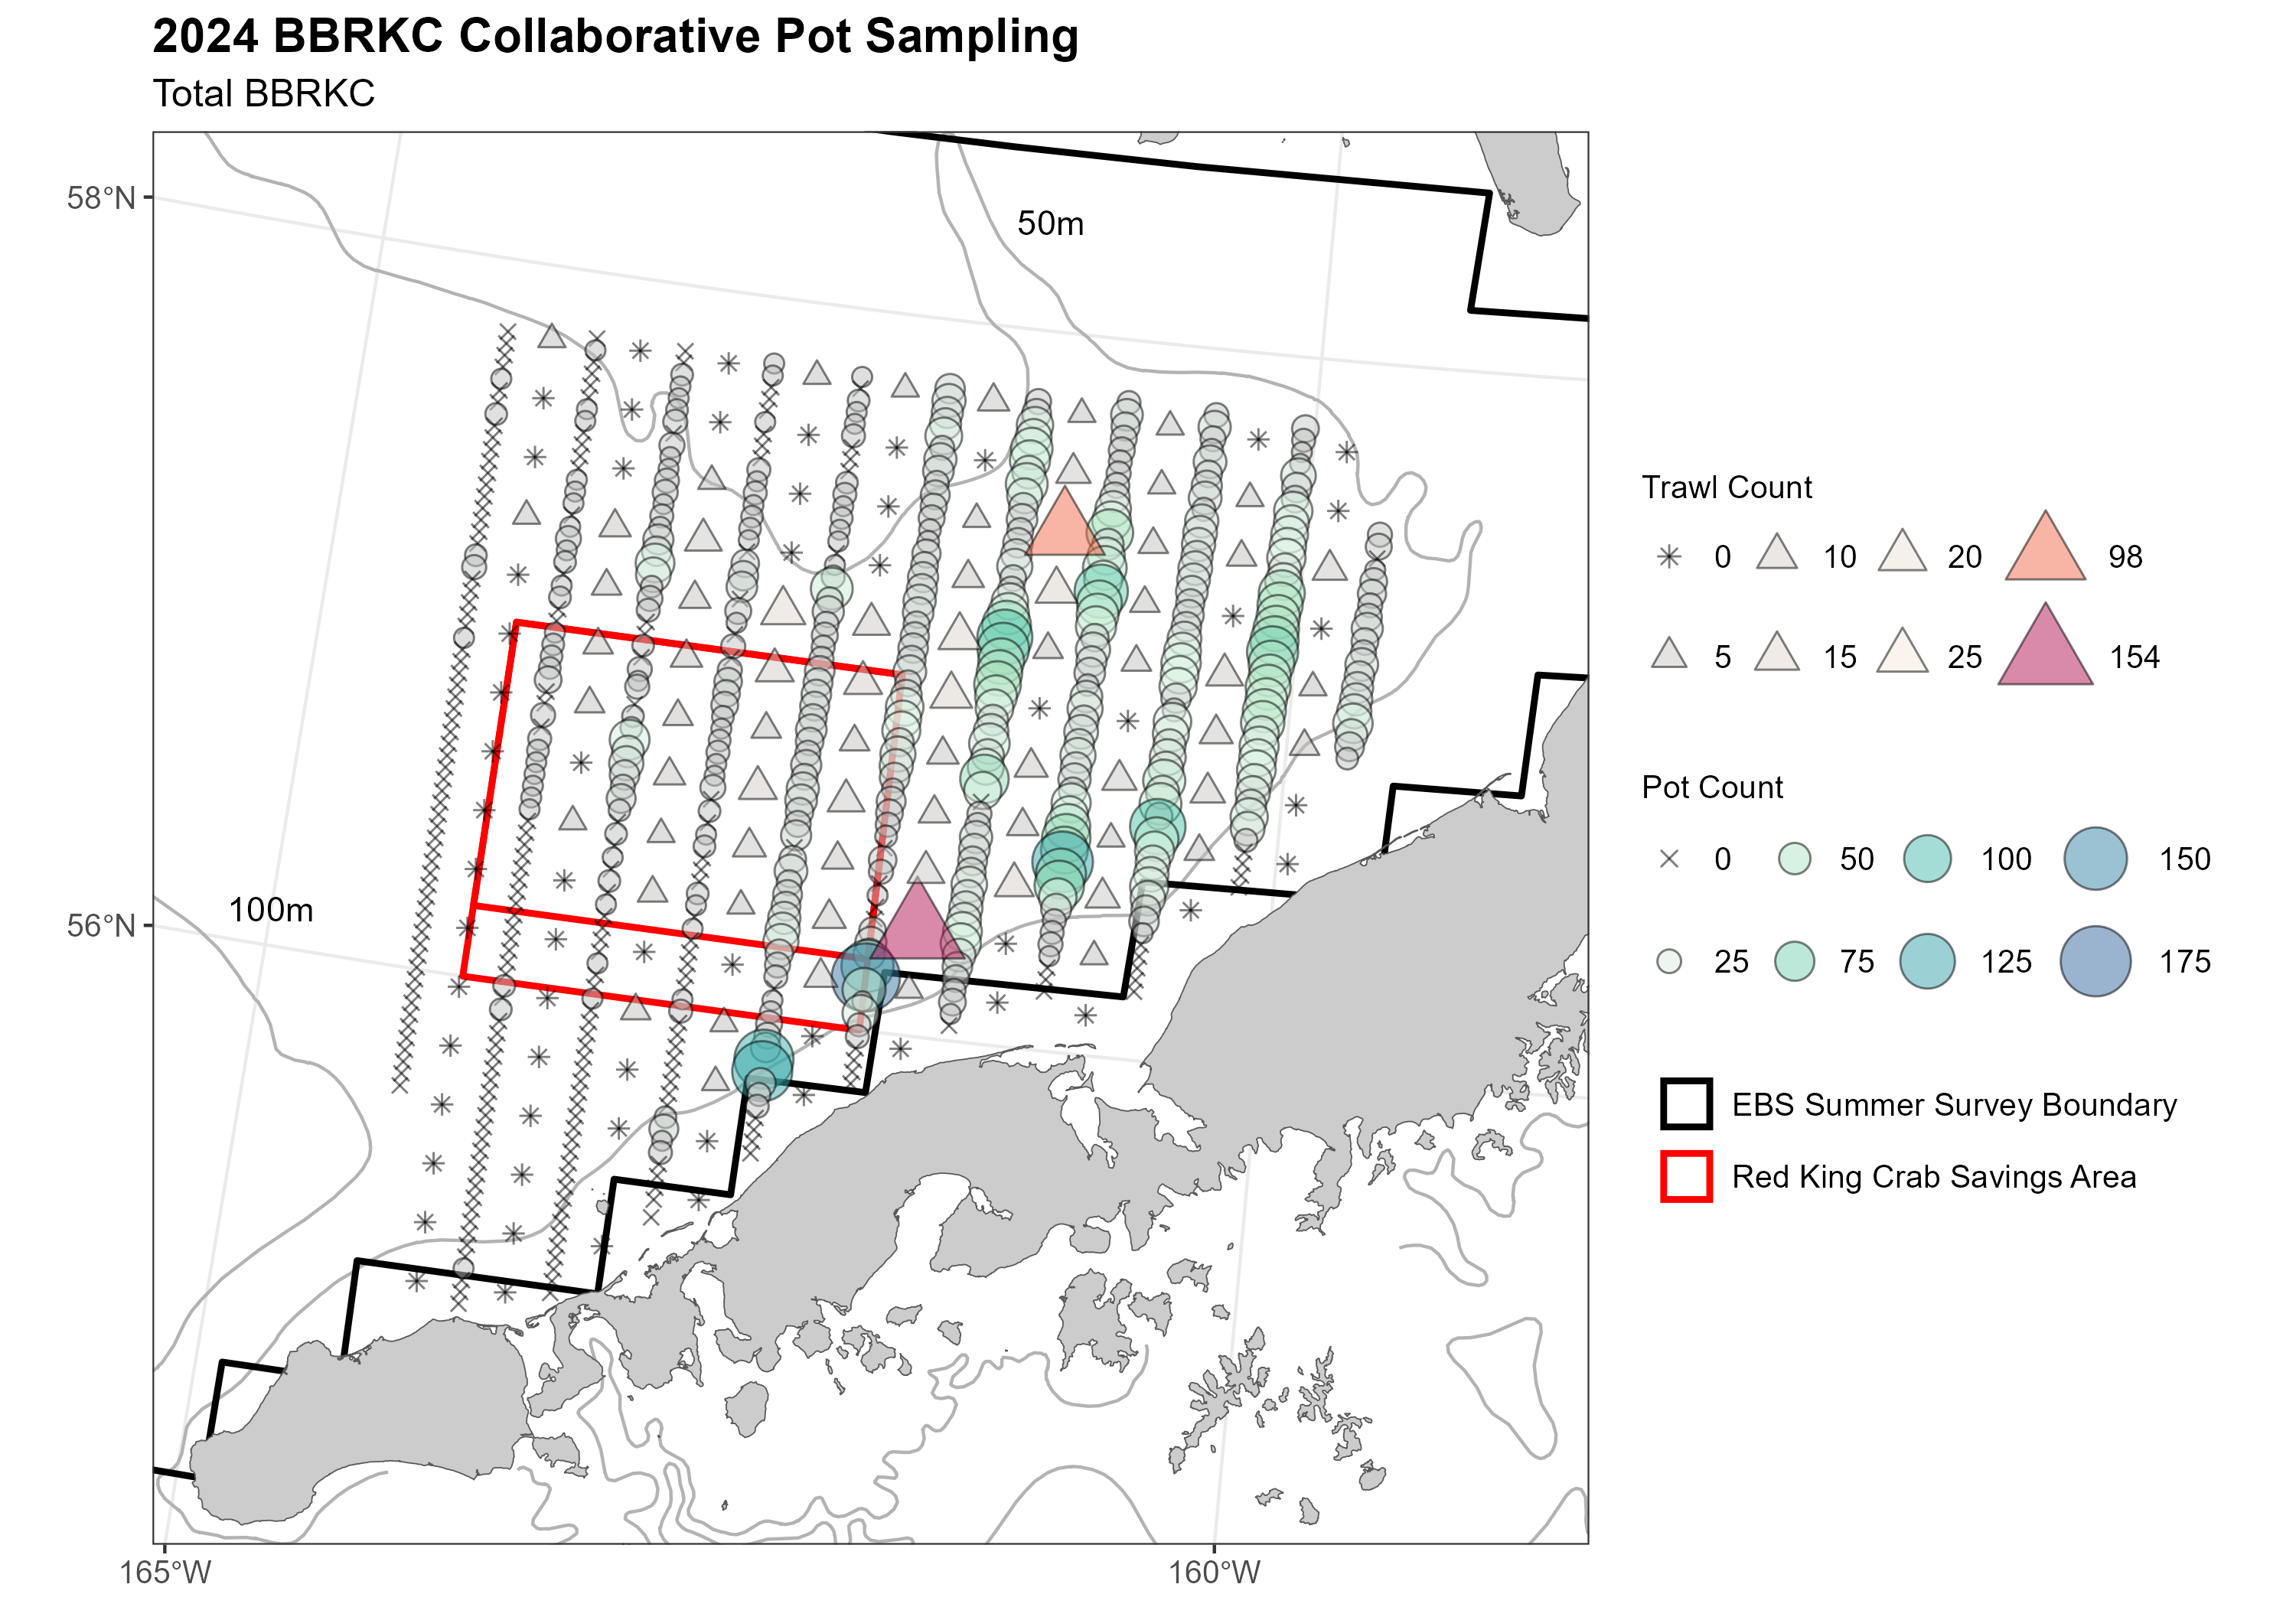 2024 BBRKC Collaborative Pot Sampling
Total BBRKC
58°N
50m
100m
56°N
165°W
160°W
Trawl Count
0 10 20 98
5 15 25 154
Pot Count
0 50 100 150
25 75 125 175
EBS Summer Survey Boundary
Red King Crab Savings Area